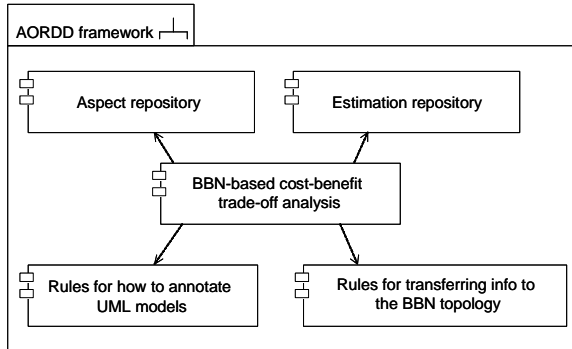 AORDD framework
Aspect repository
Estimation repository
BBN-based cost-benefit
trade-off analysis
Rules for how to annotate
UML models
Rules for transferring info to
the BBN topology